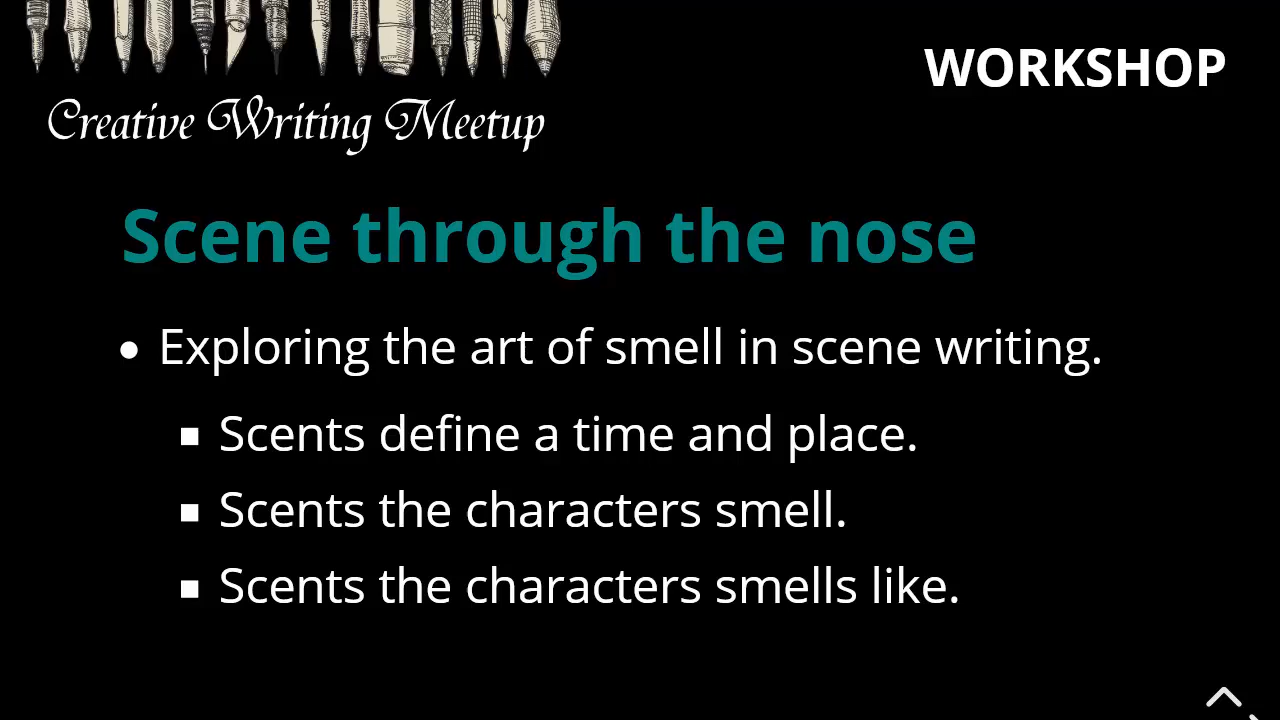 WORKSHOP
Creative Writing Meetup
Scene through the nose
Exploring the art of smell in scene writing.
Scents define a time and place.
Scents the characters smell.
Scents the characters smells like.